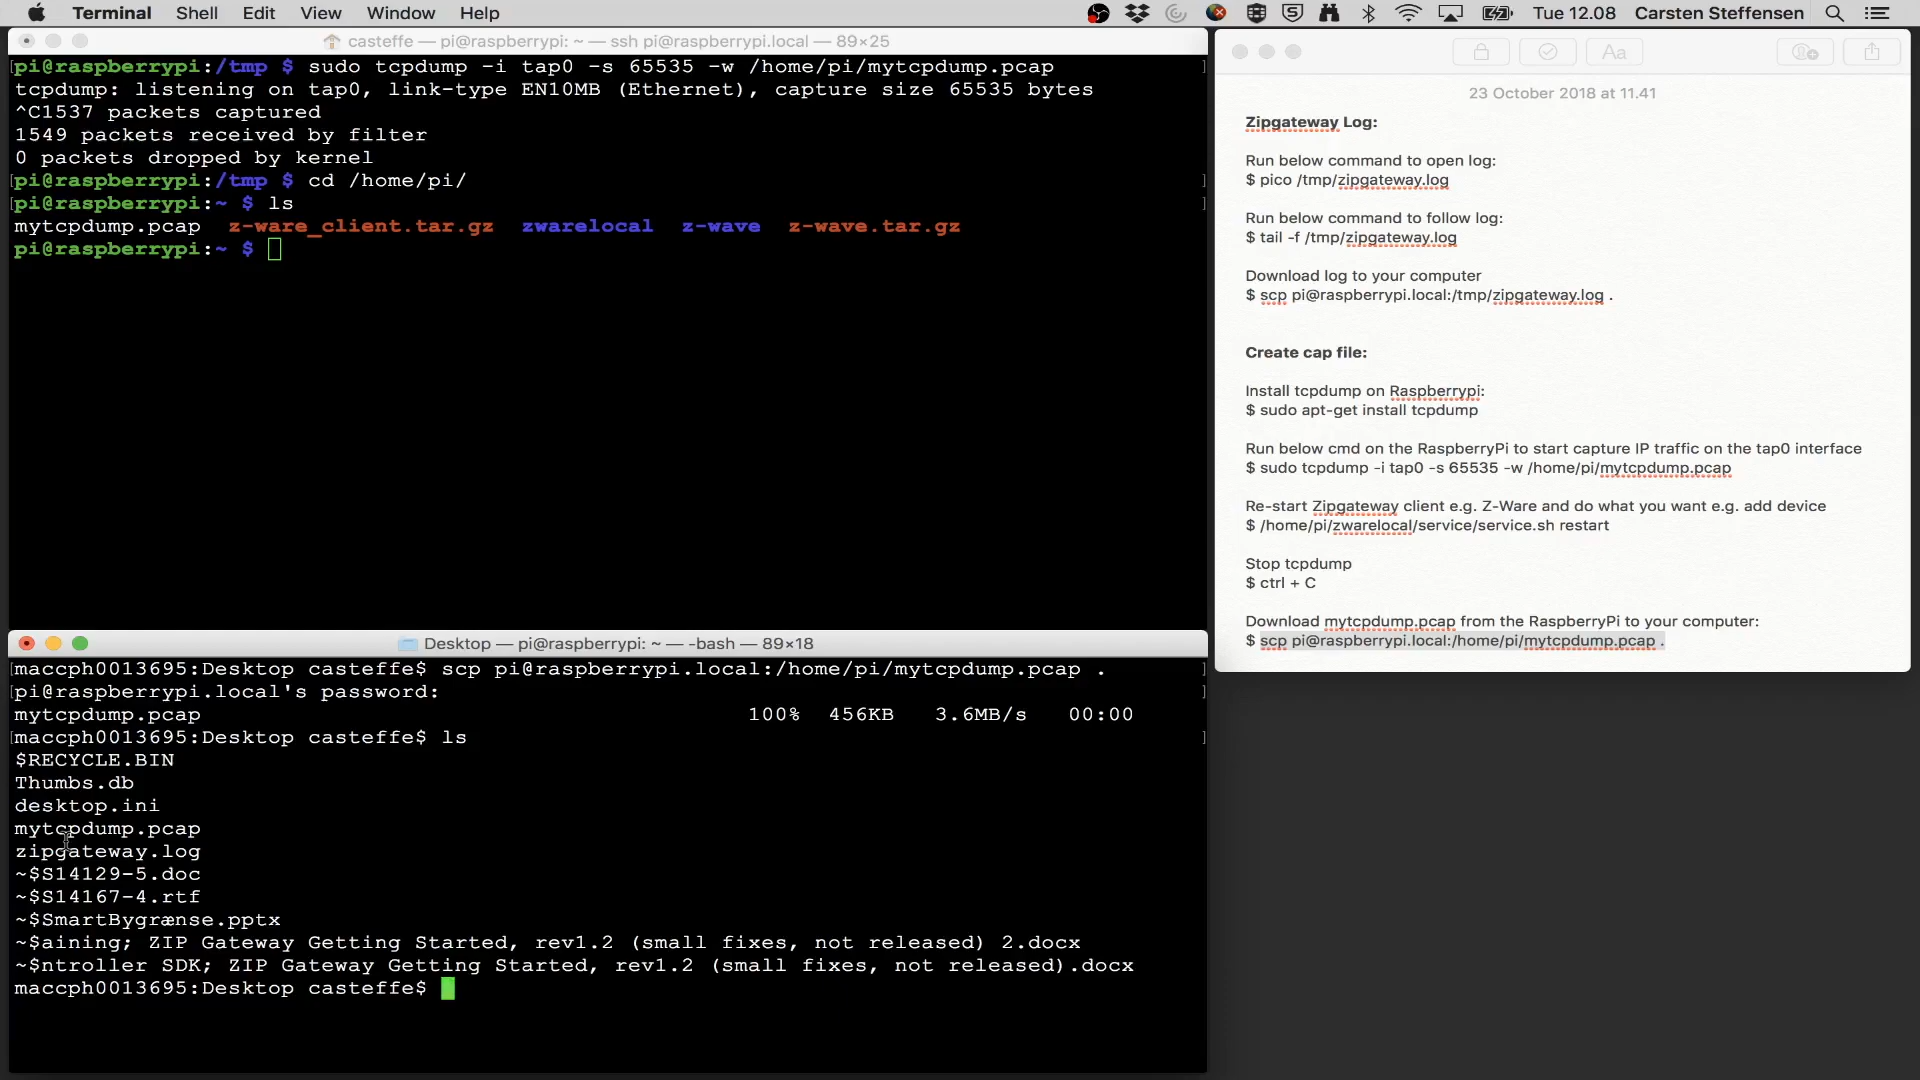 Terminal Shell Edit View Window Help Tue 12.08 Carsten Steffensen
casteffe — pi@raspberrypi: ~ — ssh pi@raspberrypi.local — 89×25
pi@raspberrypi:/tmp $ sudo tcpdump -i tap0 -s 65535 -w /home/pi/mytcpdump.pcap
tcpdump: listening on tap0, link-type EN10MB (Ethernet), capture size 65535 bytes
^C1537 packets captured
1549 packets received by filter
0 packets dropped by kernel
pi@raspberrypi:/tmp $ cd /home/pi/
pi@raspberrypi:~ $ ls
mytcpdump.pcap z-ware_client.tar.gz zwarelocal z-wave z-wave.tar.gz
pi@raspberrypi:~ $
Desktop — pi@raspberrypi: ~ — -bash — 89×18
maccph0013695:Desktop casteffe$ scp pi@raspberrypi.local:/home/pi/mytcpdump.pcap .
pi@raspberrypi.local's password:
mytcpdump.pcap 100% 456KB 3.6MB/s 00:00
maccph0013695:Desktop casteffe$ ls
$RECYCLE.BIN
Thumbs.db
desktop.ini
mytcpdump.pcap
zipgateway.log
~$S14129-5.doc
~$S14167-4.rtf
~$SmartBygrænse.pptx
~$aining; ZIP Gateway Getting Started, rev1.2 (small fixes, not released) 2.docx
~$ntroller SDK; ZIP Gateway Getting Started, rev1.2 (small fixes, not released).docx
maccph0013695:Desktop casteffe$
Aa
23 October 2018 at 11.41
Zipgateway Log:
Run below command to open log:
$ pico /tmp/zipgateway.log
Run below command to follow log:
$ tail -f /tmp/zipgateway.log
Download log to your computer
$ scp pi@raspberrypi.local:/tmp/zipgateway.log .
Create cap file:
Install tcpdump on Raspberrypi:
$ sudo apt-get install tcpdump
Run below cmd on the RaspberryPi to start capture IP traffic on the tap0 interface
$ sudo tcpdump -i tap0 -s 65535 -w /home/pi/mytcpdump.pcap
Re-start Zipgateway client e.g. Z-Ware and do what you want e.g. add device
$ /home/pi/zwarelocal/service/service.sh restart
Stop tcpdump
$ ctrl + C
Download mytcpdump.pcap from the RaspberryPi to your computer:
$ scp pi@raspberrypi.local:/home/pi/mytcpdump.pcap .